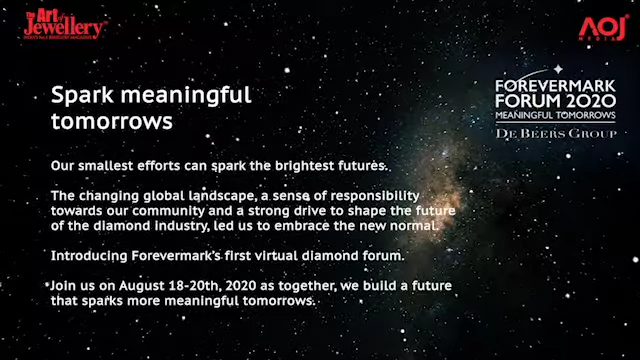 The Art of
Jewellery
AOJ
MEDIA
FOREVERMARK
FORUM 2020
MEANINGFUL TOMORROWS
DE BEERS GROUP
Spark meaningful
tomorrows
Our smallest efforts can spark the brightest futures.
The changing global landscape, a sense of responsibility
towards our community and a strong drive to shape the future
of the diamond industry, led us to embrace the new normal.
Introducing Forevermark's first virtual diamond forum.
Join us on August 18-20th, 2020 as together, we build a future
that sparks more meaningful tomorrows.